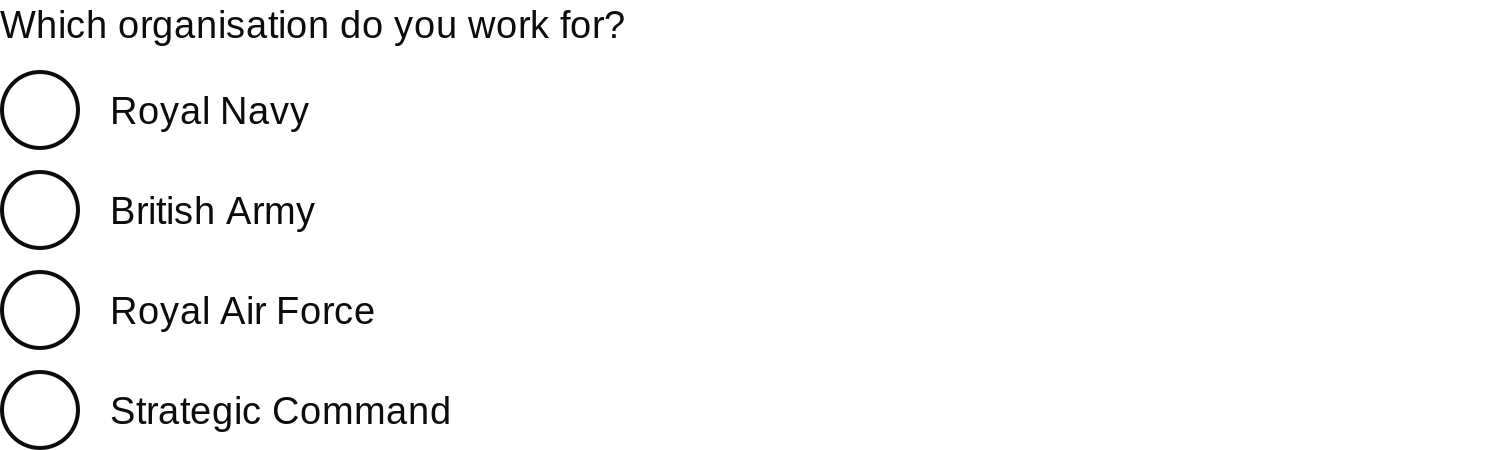 Which organisation do you work for?
Royal Navy
British Army
Royal Air Force
Strategic Command